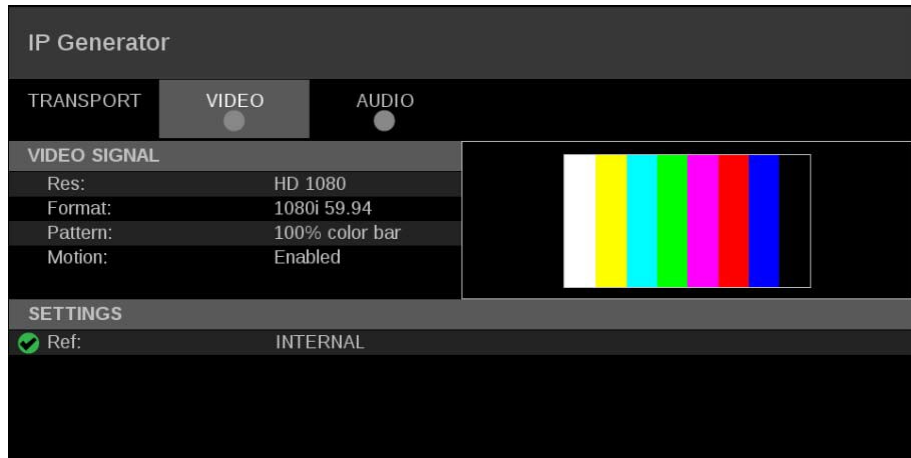 IP Generator
TRANSPORT VIDEO AUDIO
VIDEO SIGNAL
Res: HD 1080
Format: 1080i 59.94
Pattern: 100% color bar
Motion: Enabled
SETTINGS
Ref: INTERNAL